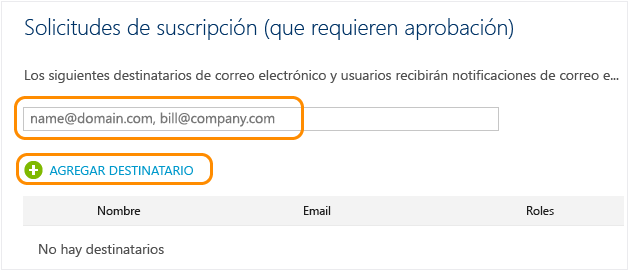 Solicitudes de suscripción (que requieren aprobación)
Los siguientes destinatarios de correo electrónico y usuarios recibirán notificaciones de correo e...
name@domain.com, bill@company.com
AGREGAR DESTINATARIO
Nombre Email Roles
No hay destinatarios